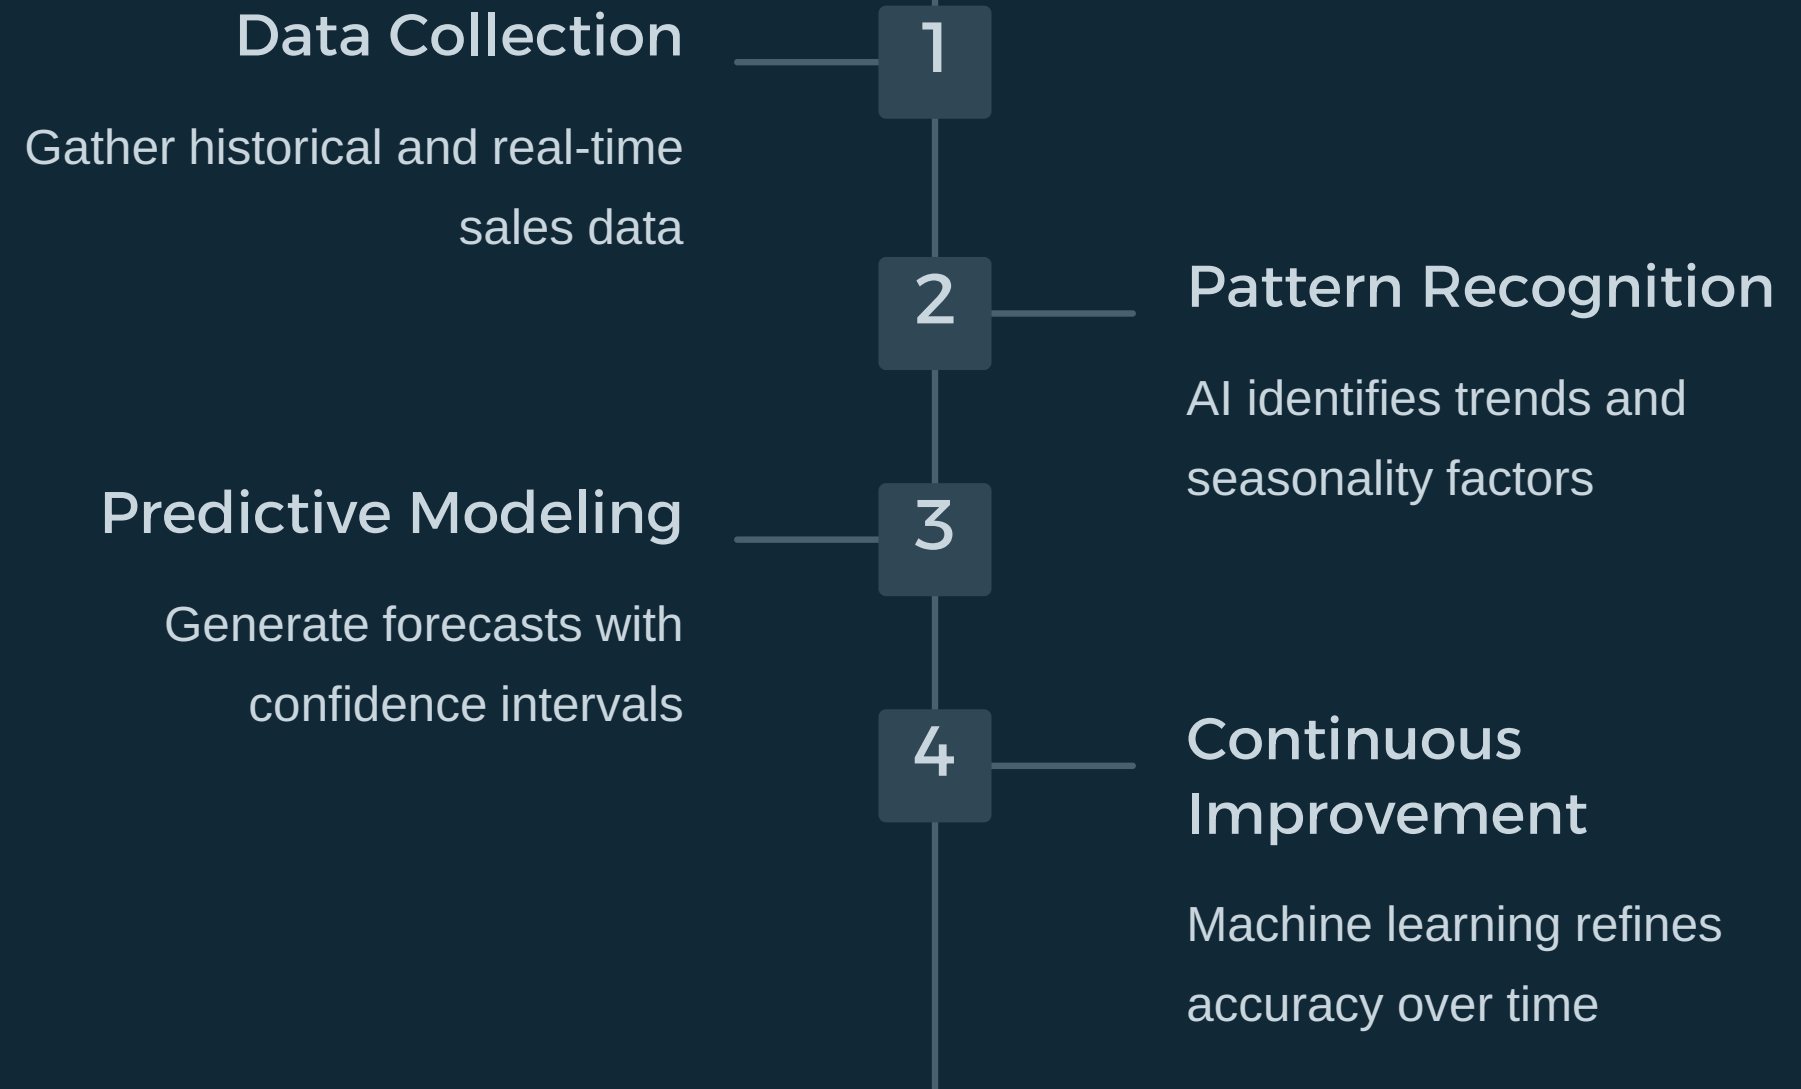 Data Collection
1
Gather historical and real-time
sales data
2
Pattern Recognition
AI identifies trends and
seasonality factors
Predictive Modeling
3
Generate forecasts with
confidence intervals
4
Continuous
Improvement
Machine learning refines
accuracy over time